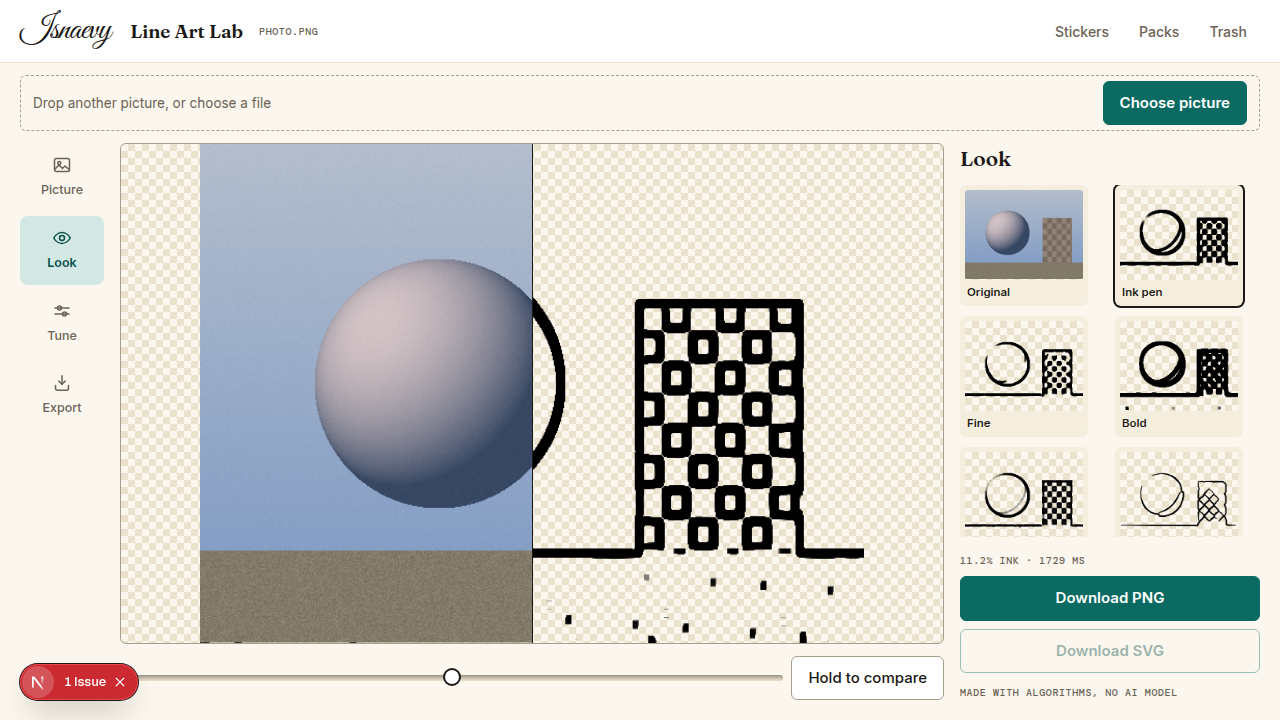 Jsnaevy Line Art Lab PHOTO.PNG Stickers Packs Trash
Drop another picture, or choose a file Choose picture
Picture
Look
Tune
Export
Look
Original Ink pen
Fine Bold
11.2% INK · 1729 MS
Download PNG
Download SVG
MADE WITH ALGORITHMS, NO AI MODEL
1 Issue
Hold to compare